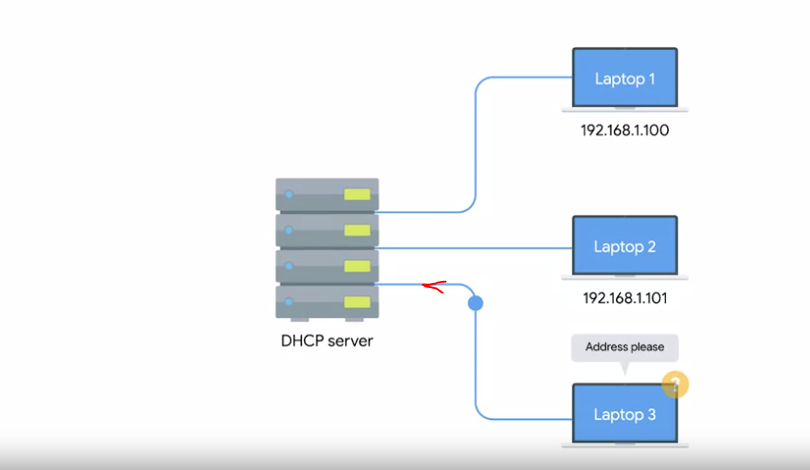 Laptop 1
192.168.1.100
Laptop 2
192.168.1.101
DHCP server
Address please
?
Laptop 3